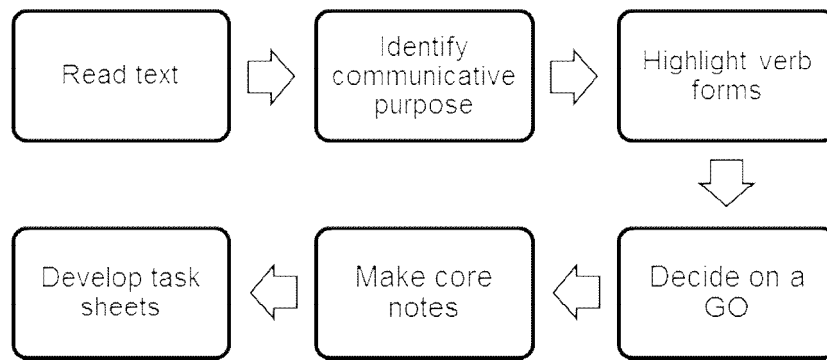 Read text
Identify
communicative
purpose
Highlight verb
forms
Decide on a
GO
Make core
notes
Develop task
sheets